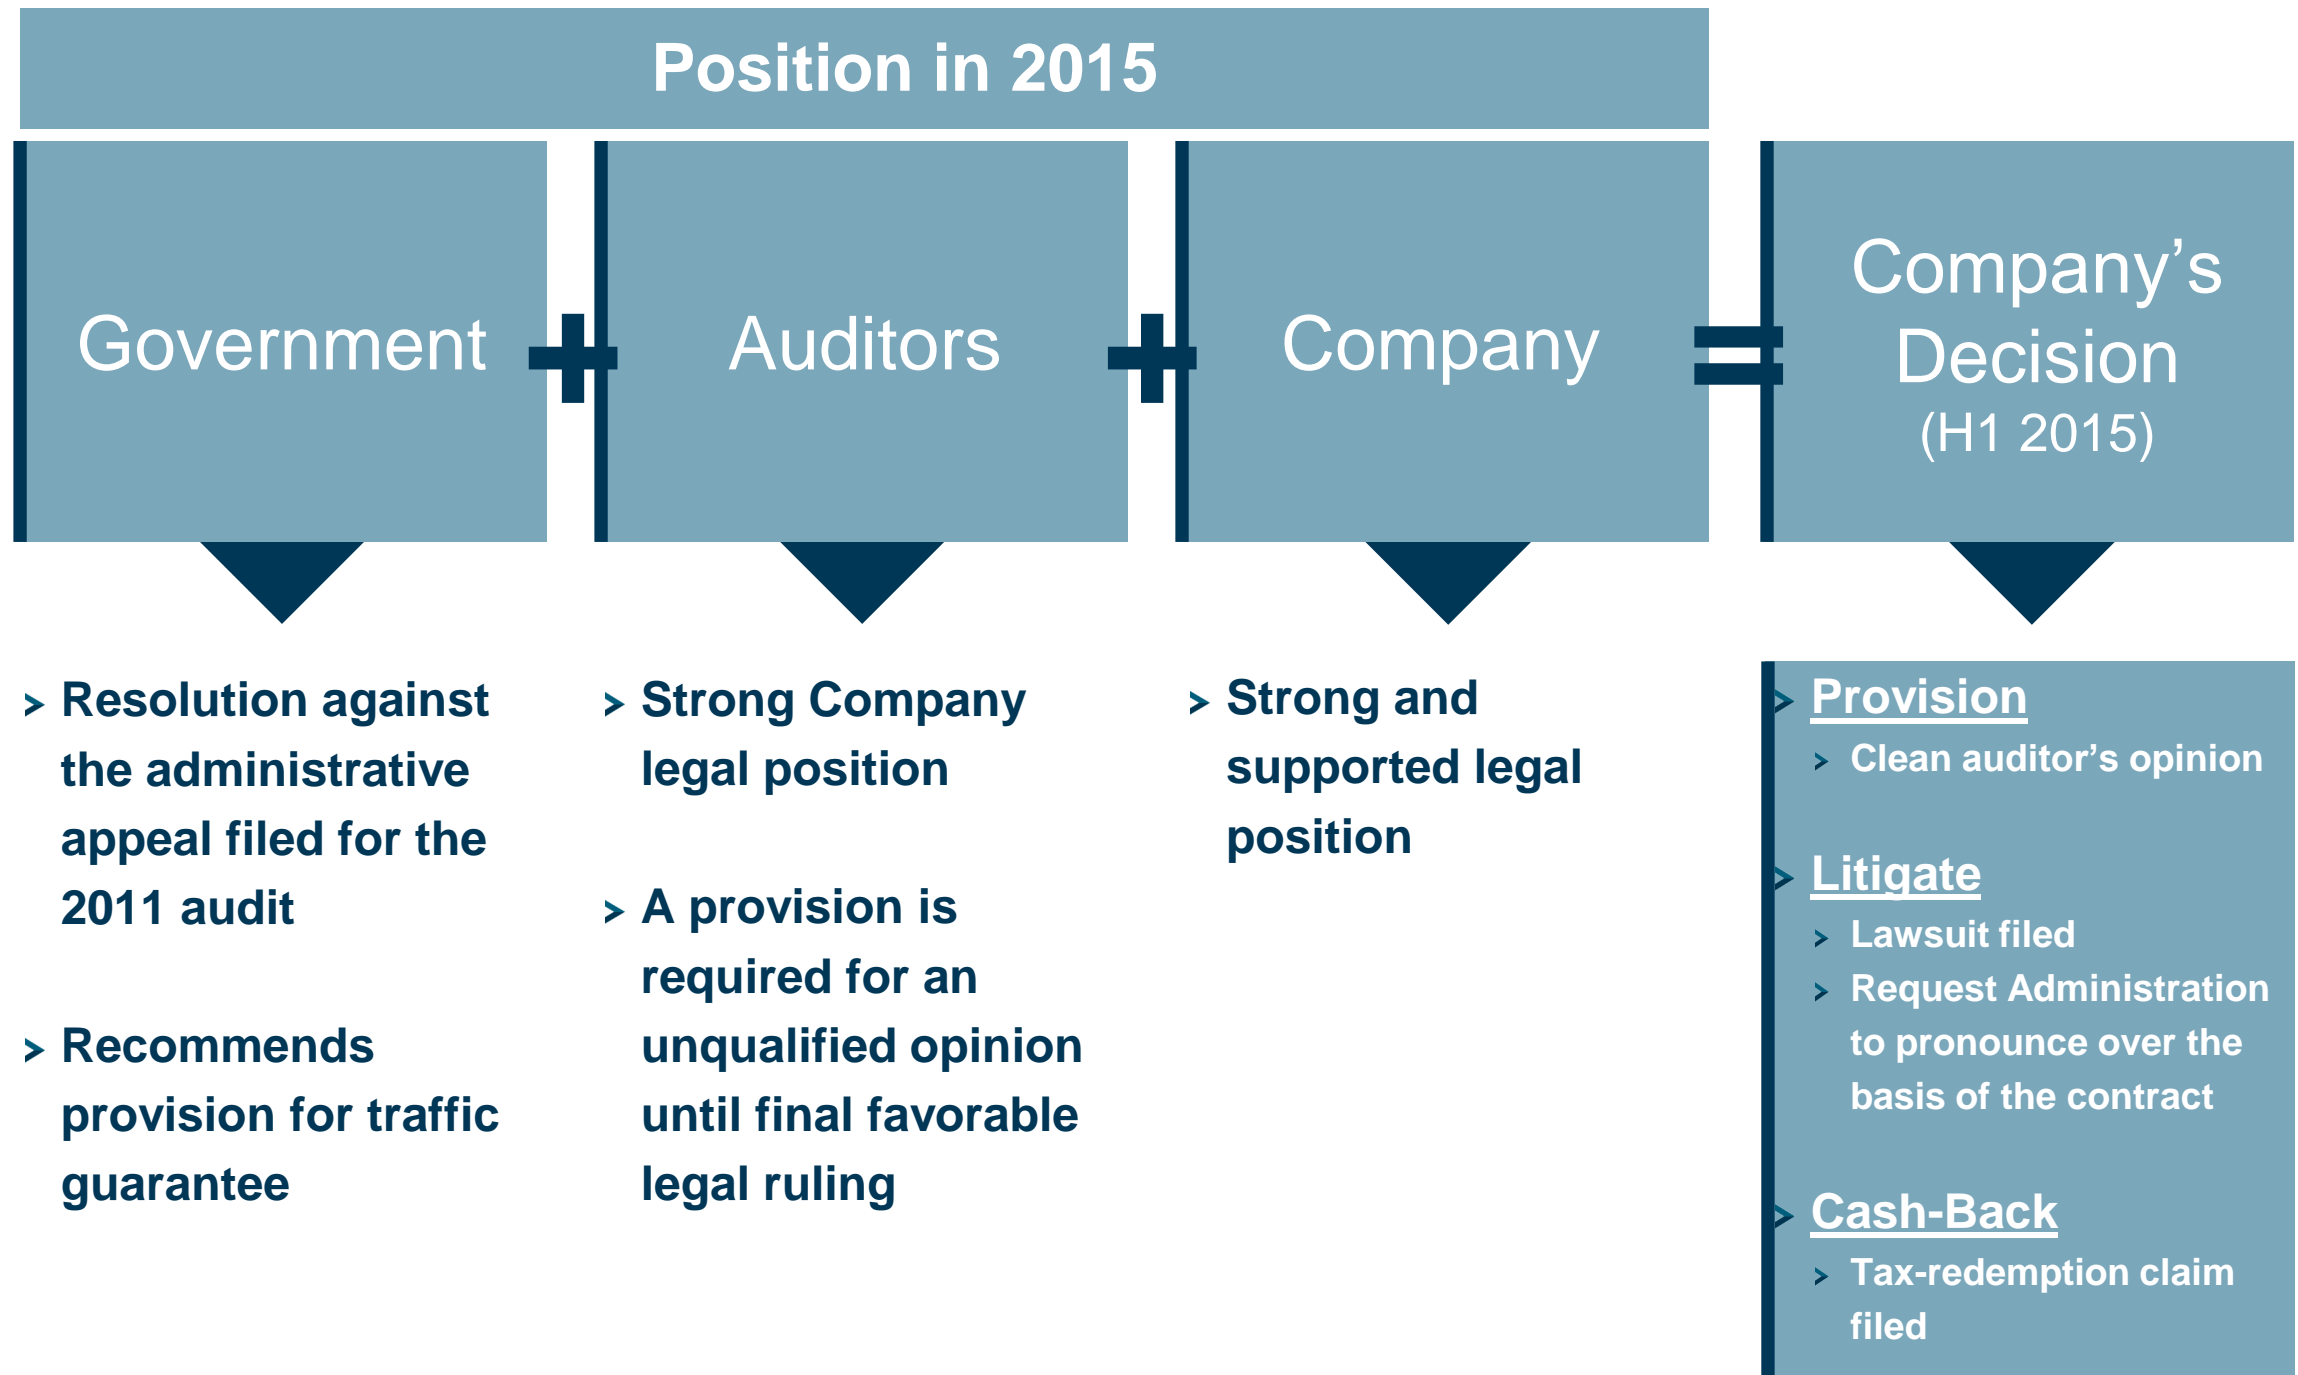 Position in 2015
Government
Auditors
Company
Company’s
Decision
(H1 2015)
Resolution against
the administrative
appeal filed for the
2011 audit
Recommends
provision for traffic
guarantee
Strong Company
legal position
A provision is
required for an
unqualified opinion
until final favorable
legal ruling
Strong and
supported legal
position
Provision
Clean auditor’s opinion
Litigate
Lawsuit filed
Request Administration
to pronounce over the
basis of the contract
Cash-Back
Tax-redemption claim
filed